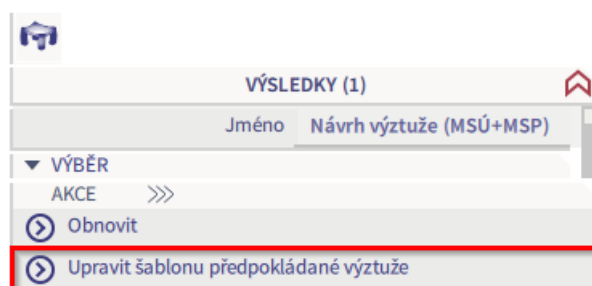 VÝSLEDKY (1)
Jméno Návrh výztuže (MSÚ+MSP)
VÝBĚR
AKCE >>>
Obnovit
Upravit šablonu předpokládané výztuže